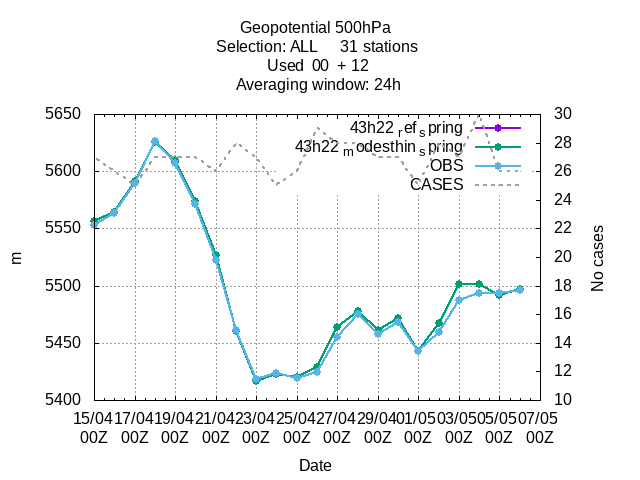 Geopotential 500hPa
Selection: ALL     31 stations
Used  00  + 12
Averaging window: 24h
5650
5600
5550
5500
5450
5400
m
30
28
26
24
22
20
18
16
14
12
10
No cases
43h22_ref_spring
43h22_modesthin_spring
OBS
CASES
15/04 17/04 19/04 21/04 23/04 25/04 27/04 29/04 01/05 03/05 05/05 07/05
00Z 00Z 00Z 00Z 00Z 00Z 00Z 00Z 00Z 00Z 00Z 00Z
Date